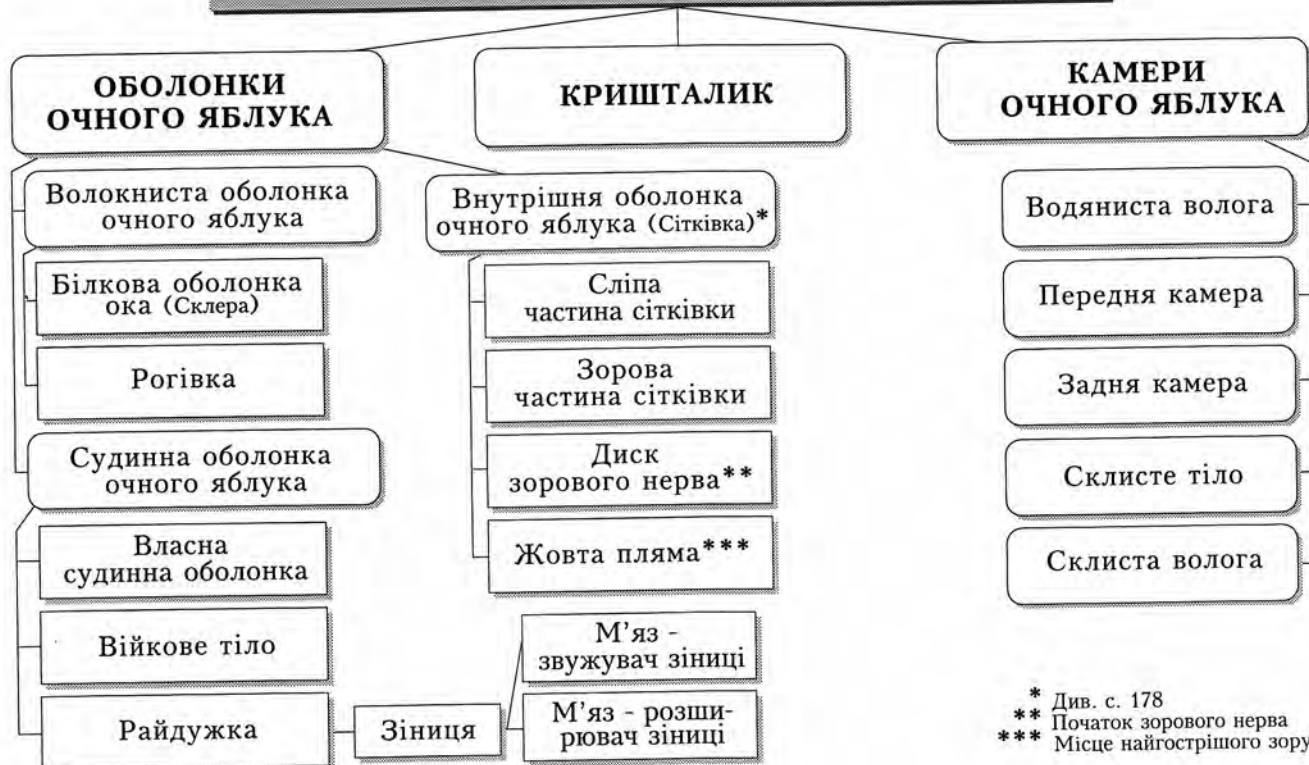 ОБОЛОНКИ
ОЧНОГО ЯБЛУКА
КРИШТАЛИК
КАМЕРИ
ОЧНОГО ЯБЛУКА
Волокниста оболонка
очного яблука
Білкова оболонка
ока (Склера)
Рогівка
Судинна оболонка
очного яблука
Власна
судинна оболонка
Війкове тіло
Райдужка
Зіниця
М’яз -
звужувач зіниці
М’яз - розши-
рювач зіниці
Внутрішня оболонка
очного яблука (Сітківка)*
Сліпа
частина сітківки
Зорова
частина сітківки
Диск
зорового нерва**
Жовта пляма***
Водяниста волога
Передня камера
Задня камера
Склисте тіло
Склиста волога
* Див. с. 178
** Початок зорового нерва
*** Місце найгострішого зору